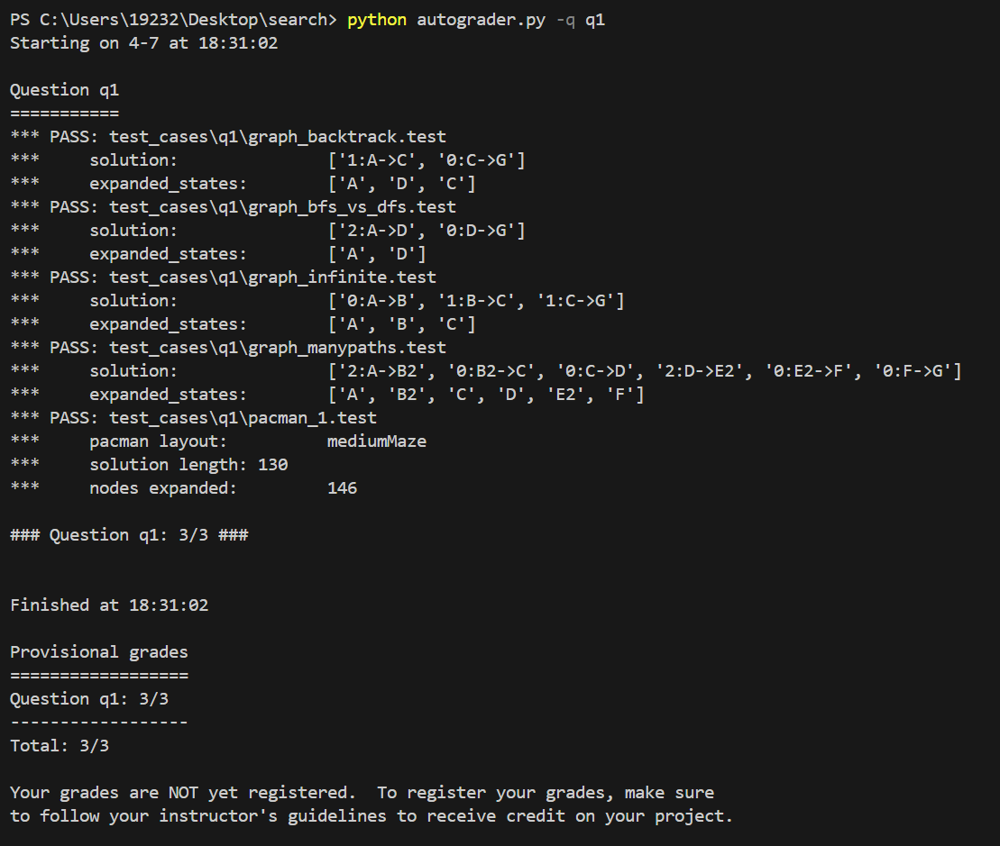 PS C:\Users\19232\Desktop\search> python autograder.py -q q1
Starting on 4-7 at 18:31:02
Question q1
===========
*** PASS: test_cases\q1\graph_backtrack.test
***     solution:               ['1:A->C', '0:C->G']
***     expanded_states:        ['A', 'D', 'C']
*** PASS: test_cases\q1\graph_bfs_vs_dfs.test
***     solution:               ['2:A->D', '0:D->G']
***     expanded_states:        ['A', 'D']
*** PASS: test_cases\q1\graph_infinite.test
***     solution:               ['0:A->B', '1:B->C', '1:C->G']
***     expanded_states:        ['A', 'B', 'C']
*** PASS: test_cases\q1\graph_manypaths.test
***     solution:               ['2:A->B2', '0:B2->C', '0:C->D', '2:D->E2', '0:E2->F', '0:F->G']
***     expanded_states:        ['A', 'B2', 'C', 'D', 'E2', 'F']
*** PASS: test_cases\q1\pacman_1.test
***     pacman layout:          mediumMaze
***     solution length: 130
***     nodes expanded:         146
### Question q1: 3/3 ###
Finished at 18:31:02
Provisional grades
==================
Question q1: 3/3
------------------
Total: 3/3
Your grades are NOT yet registered.  To register your grades, make sure
to follow your instructor's guidelines to receive credit on your project.